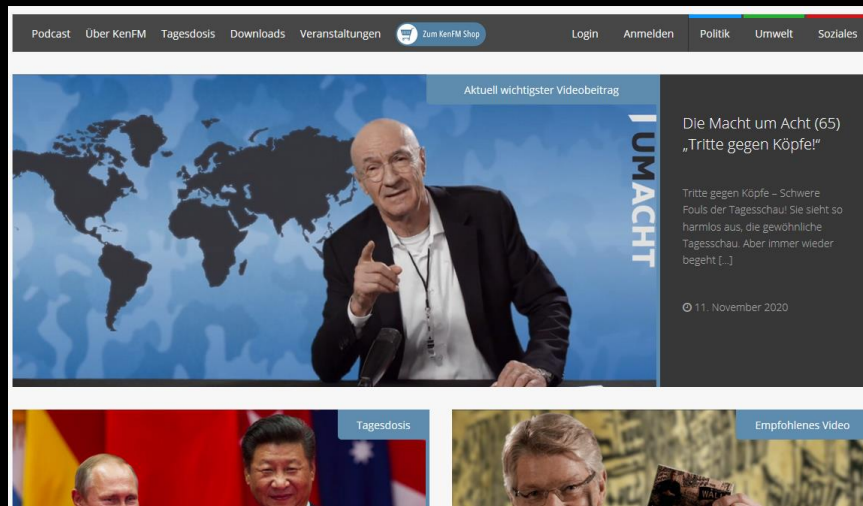 Podcast Über KenFM Tagesdosis Downloads Veranstaltungen Zum KenFM Shop Login Anmelden Politik Umwelt Soziales
Aktuell wichtigster Videobeitrag
UMACHT
Die Macht um Acht (65)
„Tritte gegen Köpfe!“
Tritte gegen Köpfe – Schwere
Fouls der Tagesschau! Sie sieht so
harmlos aus, die gewöhnliche
Tagesschau. Aber immer wieder
begeht [...]
11. November 2020
Tagesdosis
Empfohlenes Video